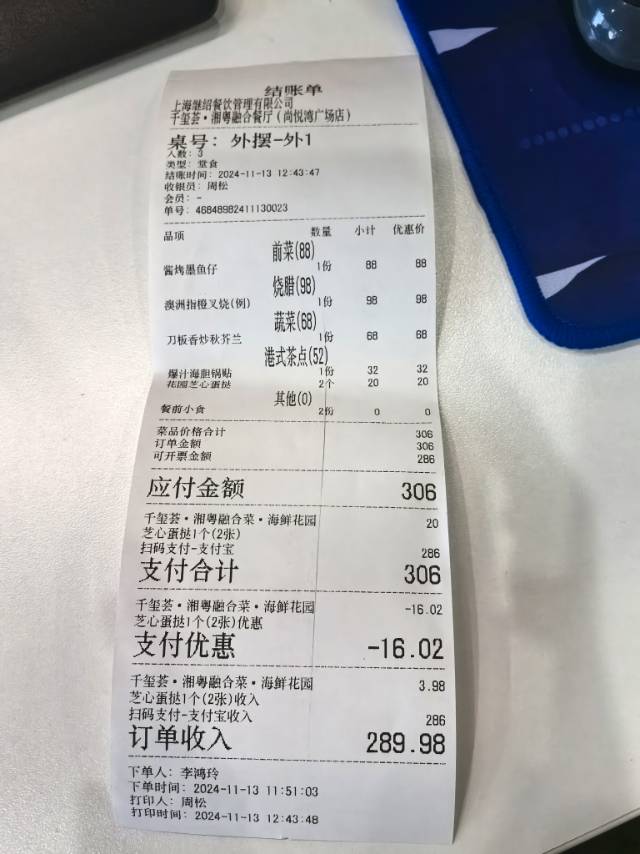 结账单
上海继绍餐饮管理有限公司
千玺荟·湘粤融合餐厅(尚悦湾广场店)
桌号: 外摆-外1
人数: 3
类型: 堂食
结账时间: 2024-11-13 12:43:47
收银员: 周松
会员: -
单号: 46848982411130023
品项 数量 小计 优惠价
前菜(88)
酱烤墨鱼仔 1份 88 88
烧腊(98)
澳洲指橙叉烧(例) 1份 98 98
蔬菜(68)
刀板香炒秋芥兰 1份 68 68
港式茶点(52)
爆汁海胆锅贴 1份 32 32
花园芝心蛋挞 2个 20 20
其他(0)
餐前小食 2份 0 0
菜品价格合计 306
订单金额 306
可开票金额 286
应付金额 306
千玺荟·湘粤融合菜·海鲜花园 20
芝心蛋挞1个(2张)
扫码支付-支付宝 286
支付合计 306
千玺荟·湘粤融合菜·海鲜花园 -16.02
芝心蛋挞1个(2张)优惠
支付优惠 -16.02
千玺荟·湘粤融合菜·海鲜花园 3.98
芝心蛋挞1个(2张)收入
扫码支付-支付宝收入 286
订单收入 289.98
下单人: 李鸿玲
下单时间: 2024-11-13 11:51:03
打印人: 周松
打印时间: 2024-11-13 12:43:48